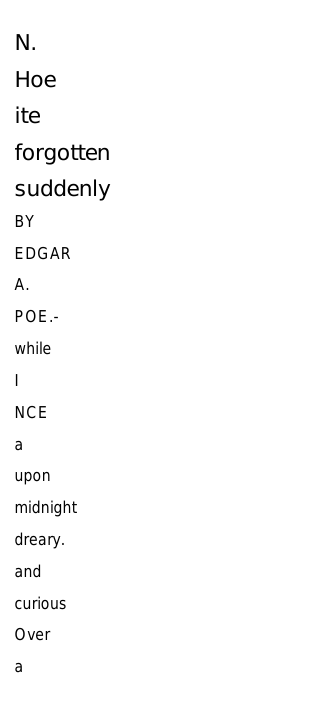 N.
Hoe
ite
forgotten
suddenly
BY
EDGAR
A.
POE.-
while
I
NCE
a
upon
midnight
dreary.
and
curious
Over
a